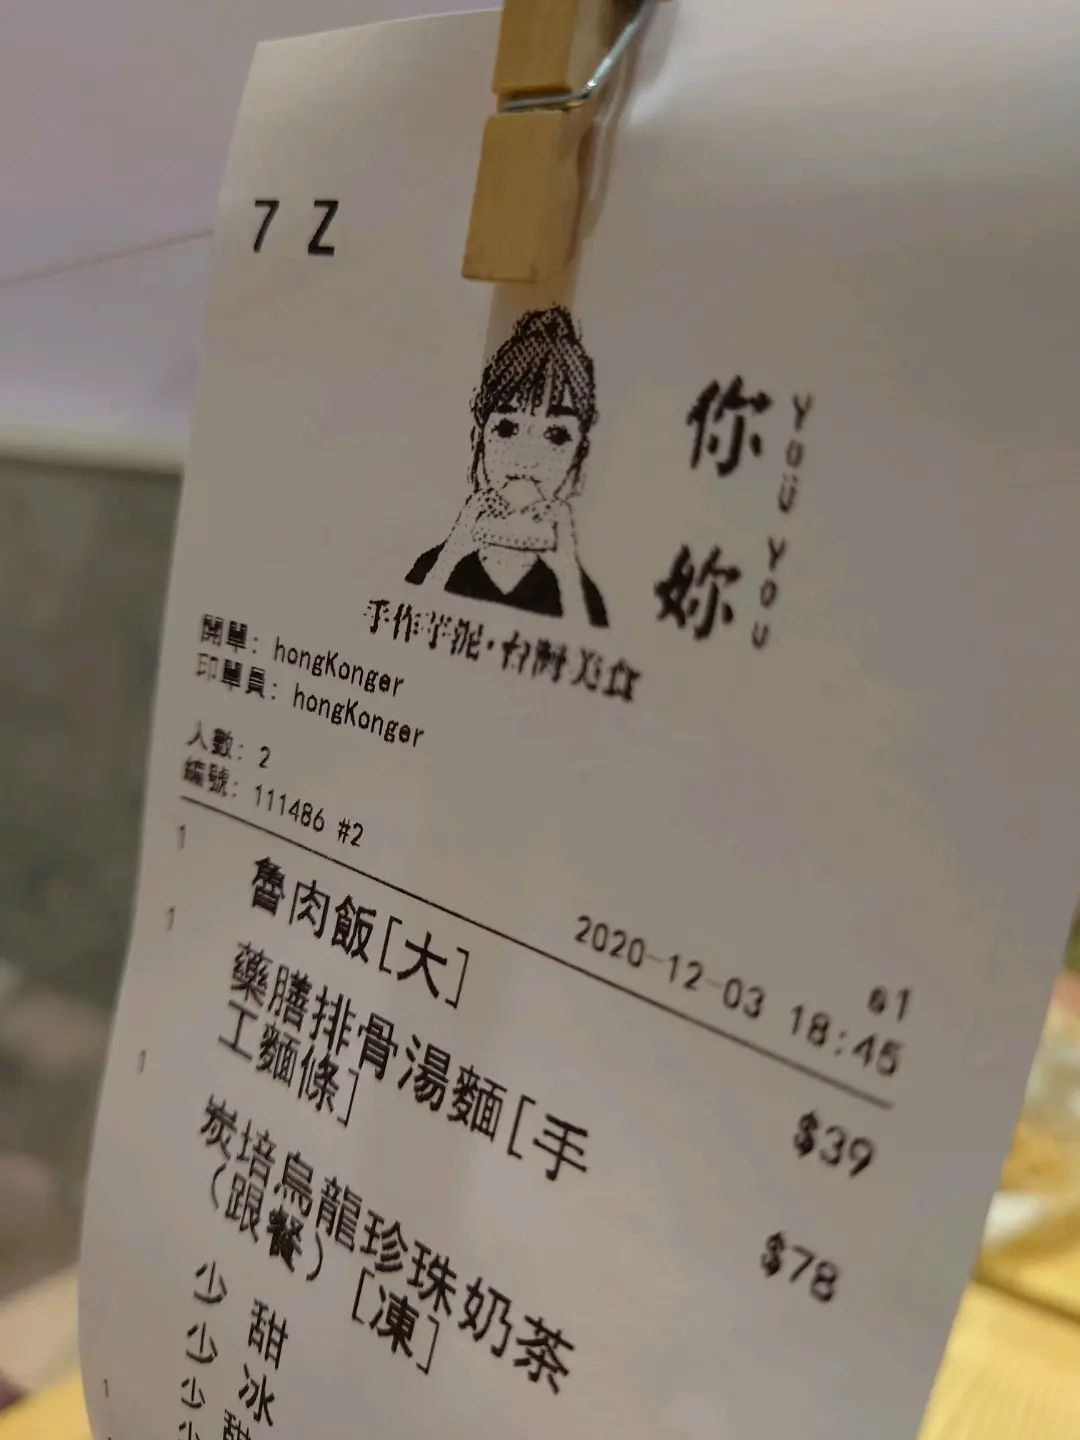 7 Z
你妳
YOU YOU
手作芋泥·台灣美食
開單: hongKonger
印單員: hongKonger
人數: 2
編號: 111486 #2
2020-12-03 18:45
1 魯肉飯[大] $39
1 藥膳排骨湯麵[手 $78
工麵條]
1 炭培烏龍珍珠奶茶
(跟餐) [凍]
少甜
少冰
1 少甜